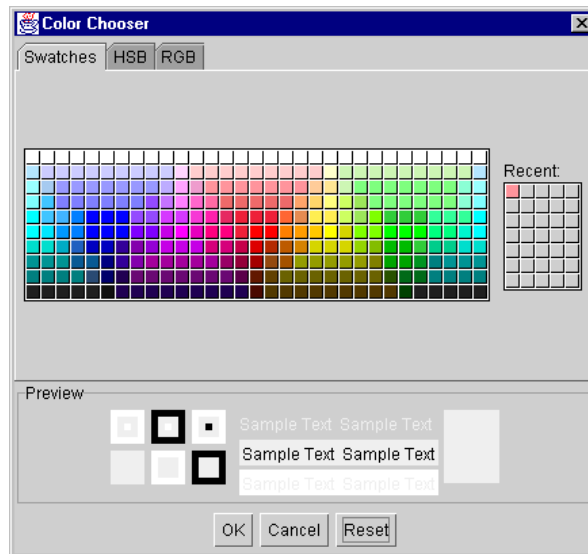 Color Chooser
Swatches HSB RGB
Recent:
Preview
Sample Text Sample Text
Sample Text Sample Text
Sample Text Sample Text
OK Cancel Reset